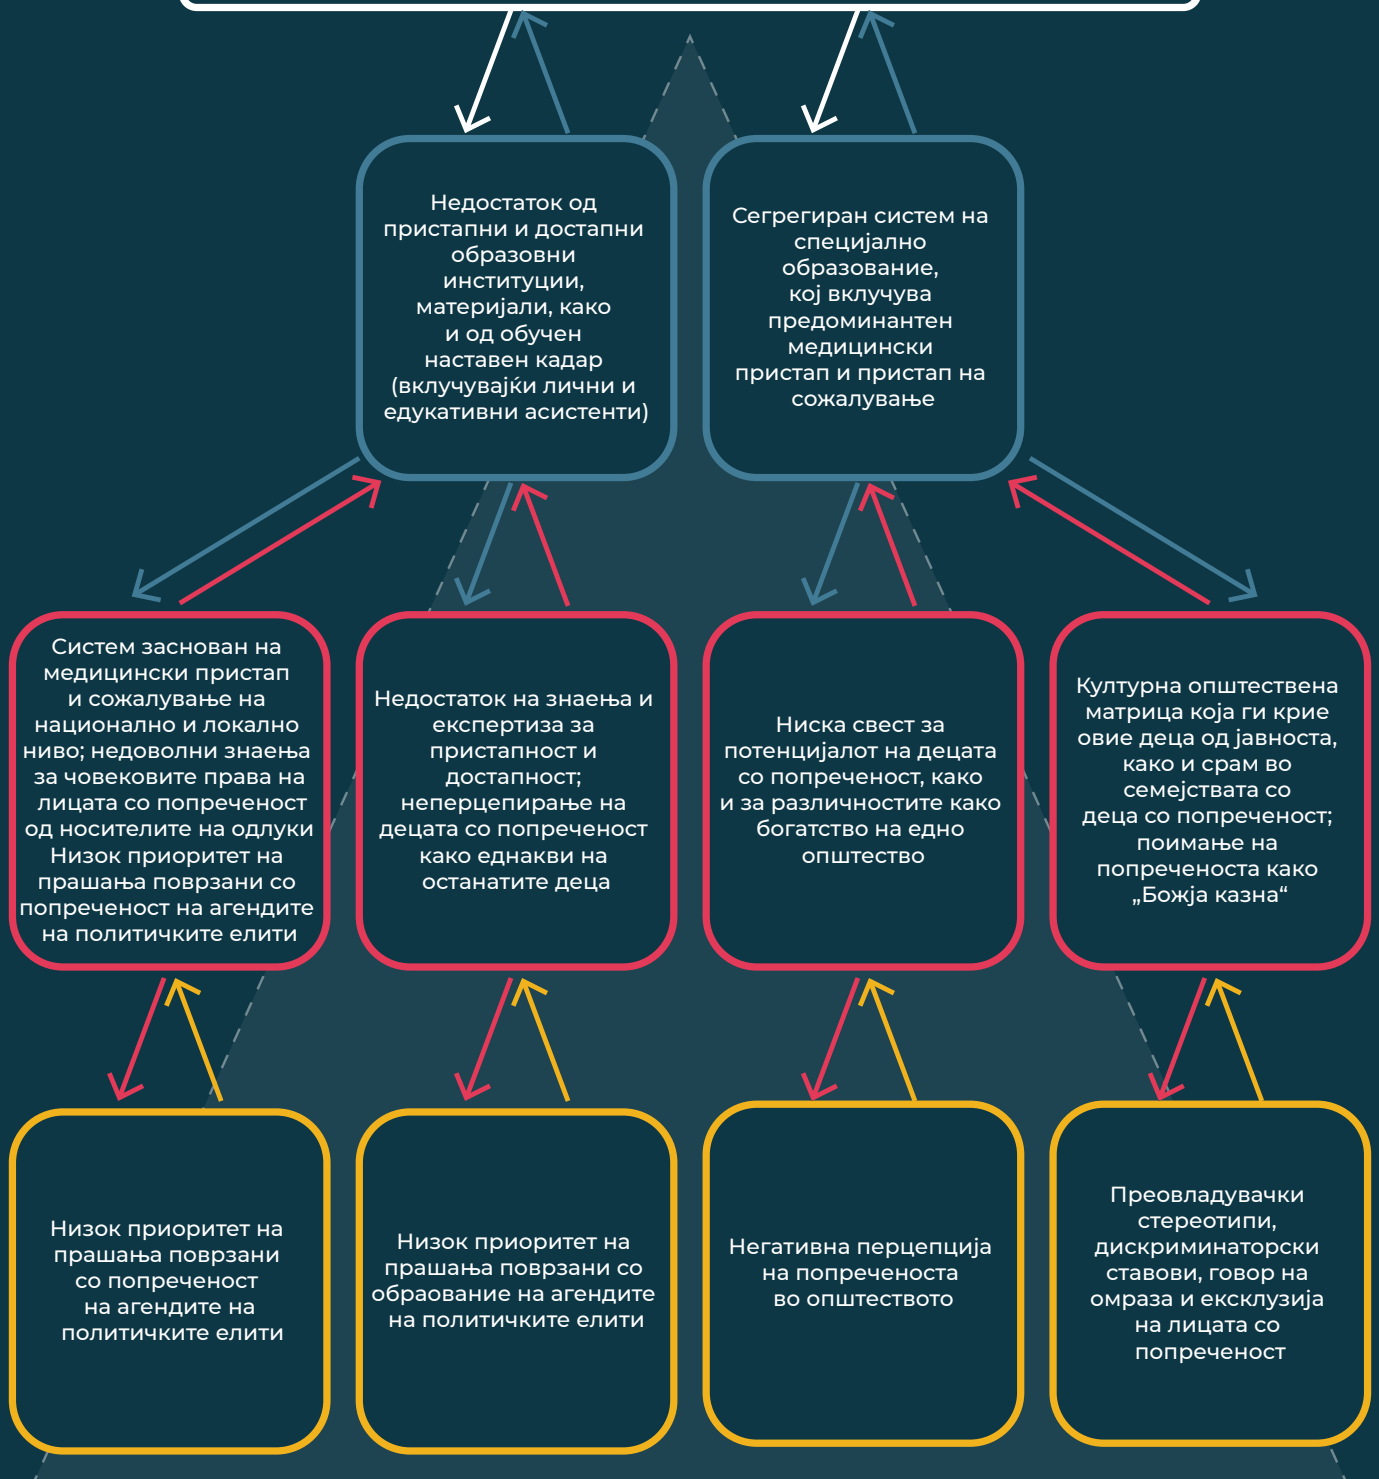 Недостаток од
пристапни и достапни
образовни
институции,
материјали, како
и од обучен
наставен кадар
(вклучувајќи лични и
едукативни асистенти)
Сегрегиран систем на
специјално
образование,
кој вклучува
предоминантен
медицински
пристап и пристап на
сожалување
Систем заснован на
медицински пристап
и сожалување на
национално и локално
ниво; недоволни знаења
за човековите права на
лицата со попреченост
од носителите на одлуки
Низок приоритет на
прашања поврзани со
попреченост на агендите
на политичките елити
Недостаток на знаења и
експертиза за
пристапност и
достапност;
неперцепирање на
децата со попреченост
како еднакви на
останатите деца
Ниска свест за
потенцијалот на децата
со попреченост, како
и за различностите како
богатство на едно
општество
Културна општествена
матрица која ги крие
овие деца од јавноста,
како и срам во
семејствата со
деца со попреченост;
поимање на
попреченоста како
„Божја казна“
Низок приоритет на
прашања поврзани
со попреченост
на агендите на
политичките елити
Низок приоритет на
прашања поврзани со
обраование на агендите
на политичките елити
Негативна перцепција
на попреченоста
во општеството
Преовладувачки
стереотипи,
дискриминаторски
ставови, говор на
омраза и ексклузија
на лицата со
попреченост